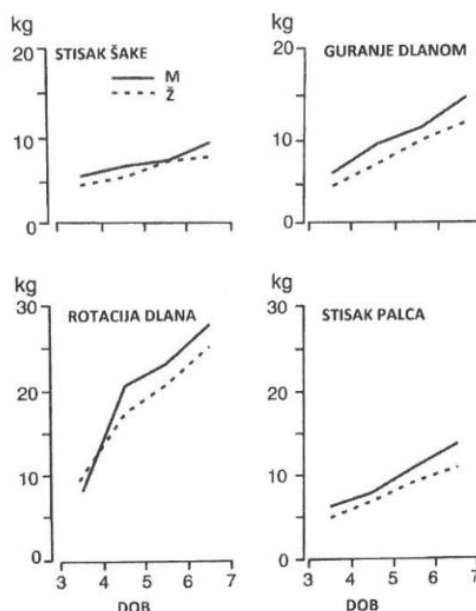 kg
20
STISAK ŠAKE
M
Ž
10
0
kg
20
GURANJE DLANOM
10
0
kg
30
ROTACIJA DLANA
20
10
0
3 4 5 6 7
DOB
kg
30
STISAK PALCA
20
10
0
3 4 5 6 7
DOB